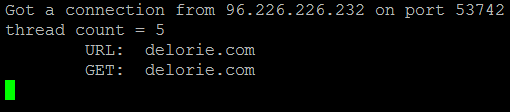 Got a connection from 96.226.226.232 on port 53742
thread count = 5
URL:  delorie.com
GET:  delorie.com